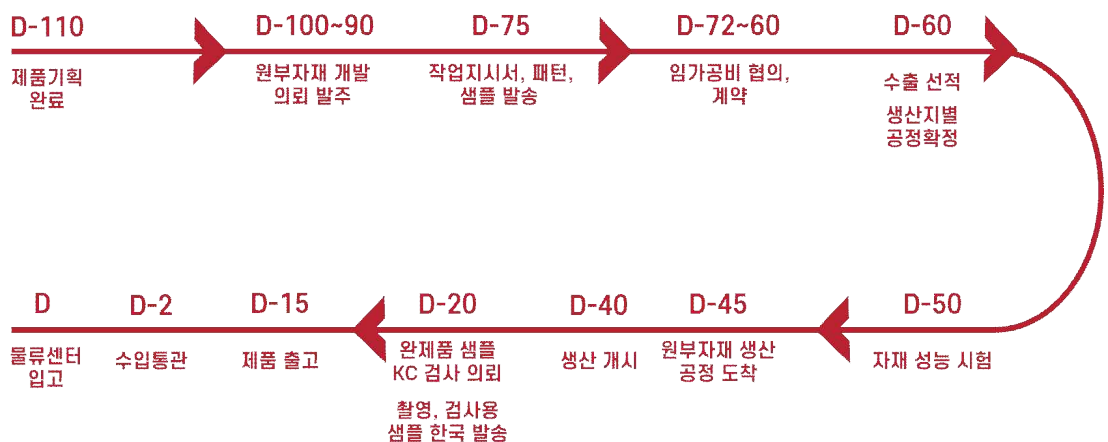 D-110
제품기획
완료
D-100~90
원부자재 개발
의뢰 발주
D-75
작업지시서, 패턴,
샘플 발송
D-72~60
임가공비 협의,
계약
D-60
수출 선적
생산지별
공정확정
D-50
자재 성능 시험
D-45
원부자재 생산
공정 도착
D-40
생산 개시
D-20
완제품 샘플
KC 검사 의뢰
촬영, 검사용
샘플 한국 발송
D-15
제품 출고
D-2
수입통관
D
물류센터
입고